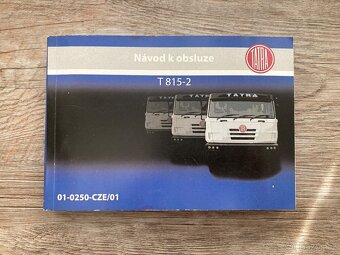 Návod k obsluze
TATRA
T 815-2
TATRA
01-0250-CZE/01